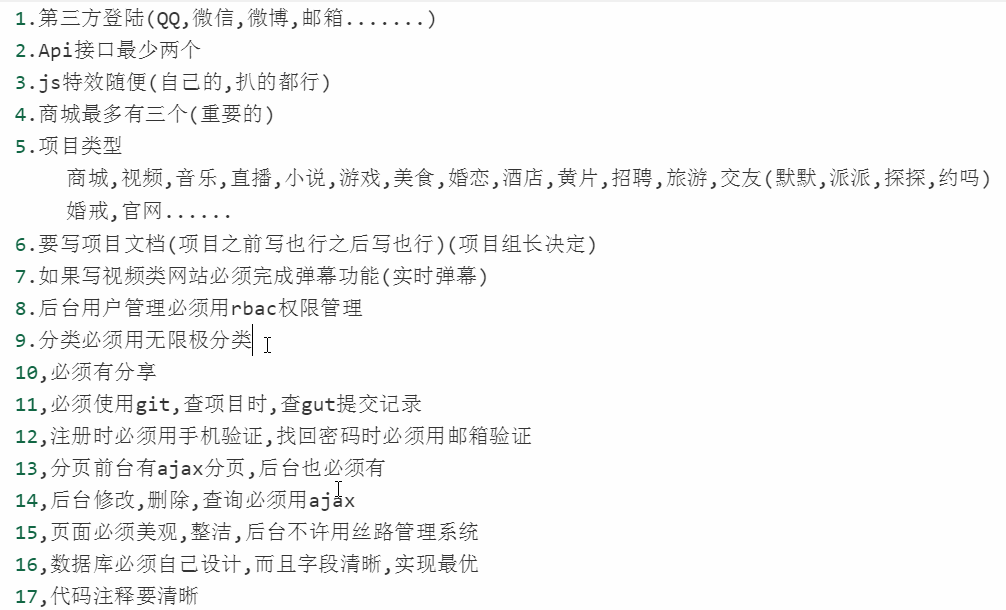 1.第三方登陆(QQ,微信,微博,邮箱.......)
2.Api接口最少两个
3.js特效随便(自己的,扒的都行)
4.商城最多有三个(重要的)
5.项目类型
商城,视频,音乐,直播,小说,游戏,美食,婚恋,酒店,黄片,招聘,旅游,交友(默默,派派,探探,约吗)
婚戒,官网......
6.要写项目文档(项目之前写也行之后写也行)(项目组长决定)
7.如果写视频类网站必须完成弹幕功能(实时弹幕)
8.后台用户管理必须用rbac权限管理
9.分类必须用无限极分类
10,必须有分享
11,必须使用git,查项目时,查gut提交记录
12,注册时必须用手机验证,找回密码时必须用邮箱验证
13,分页前台有ajax分页,后台也必须有
14,后台修改,删除,查询必须用ajax
15,页面必须美观,整洁,后台不许用丝路管理系统
16,数据库必须自己设计,而且字段清晰,实现最优
17,代码注释要清晰